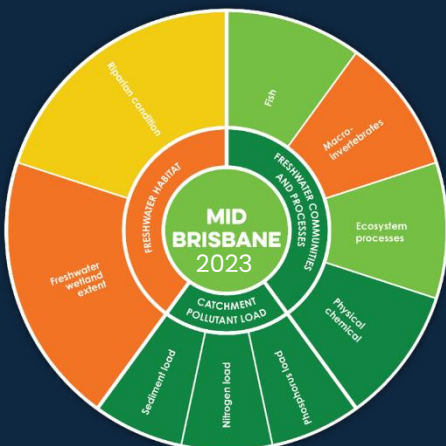 MID
BRISBANE
2023
FRESHWATER HABITAT
FRESHWATER COMMUNITIES
AND PROCESSES
CATCHMENT
POLLUTANT LOAD
Riparian condition
Fish
Macro-
invertebrates
Ecosystem
processes
Physical
chemical
Phosphorus load
Nitrogen load
Sediment load
Freshwater
wetland
extent